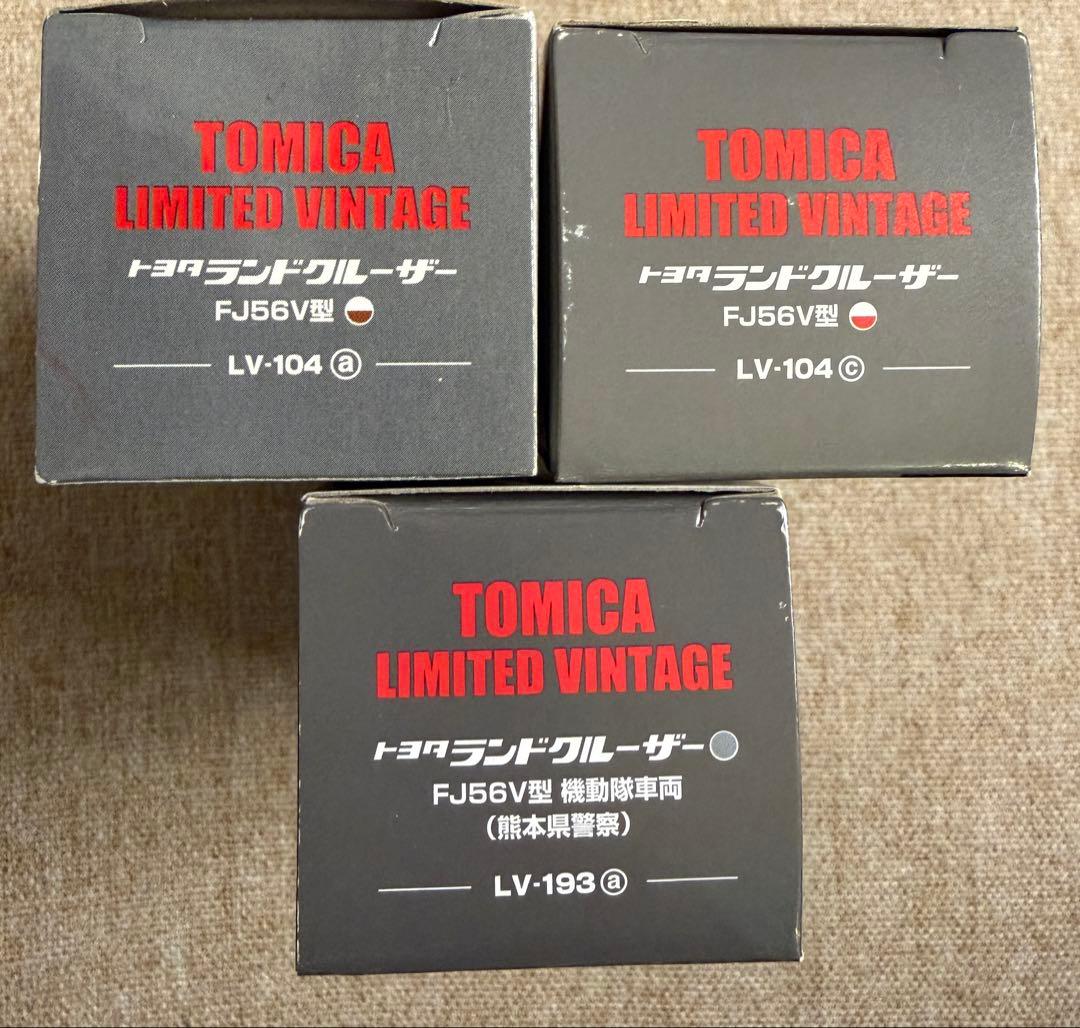 TOMICA
LIMITED VINTAGE
トヨタ ランドクルーザー
FJ56V型
LV-104 ⓐ
TOMICA
LIMITED VINTAGE
トヨタ ランドクルーザー
FJ56V型
LV-104 ⓒ
TOMICA
LIMITED VINTAGE
トヨタ ランドクルーザー
FJ56V型 機動隊車両
(熊本県警察)
LV-193 ⓐ